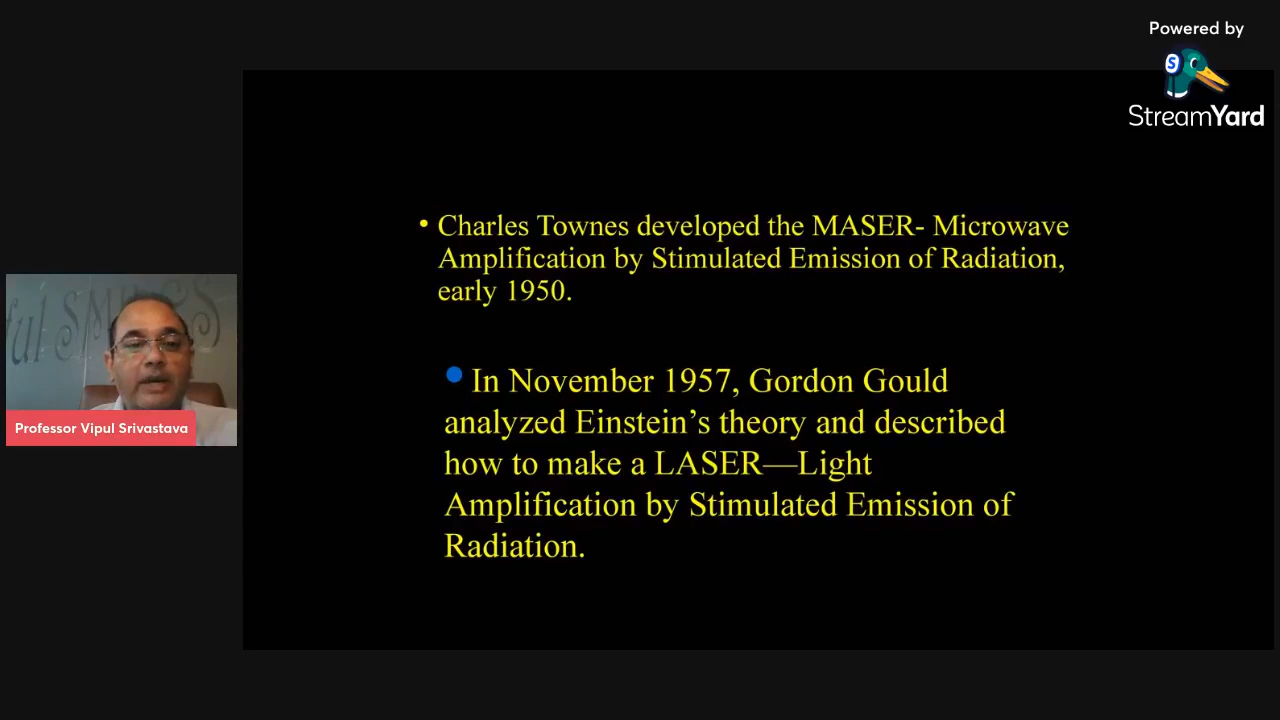 Powered by
StreamYard
• Charles Townes developed the MASER- Microwave
Amplification by Stimulated Emission of Radiation,
early 1950.
• In November 1957, Gordon Gould
analyzed Einstein’s theory and described
how to make a LASER—Light
Amplification by Stimulated Emission of
Radiation.
ful SMILES
Professor Vipul Srivastava